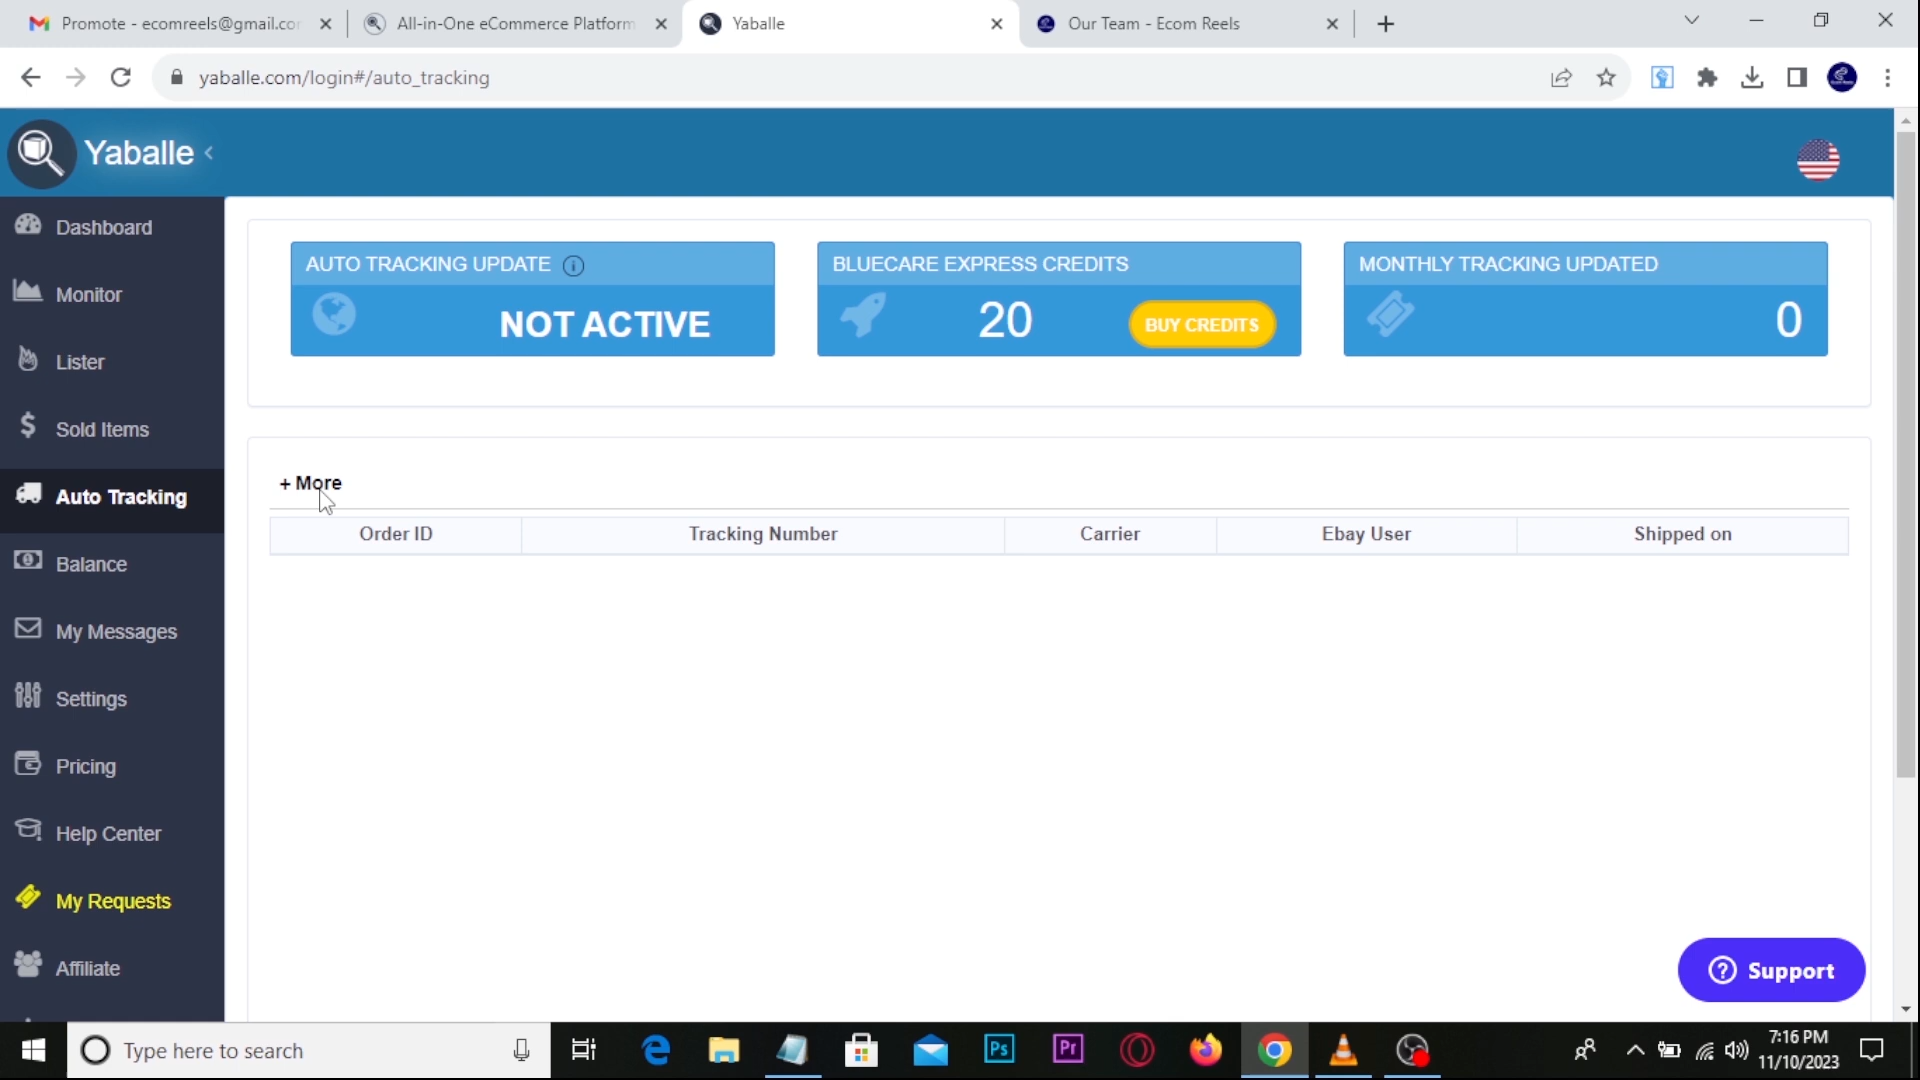 Promote - ecomreels@gmail.co
All-in-One eCommerce Platform
Yaballe
Our Team - Ecom Reels
yaballe.com/login#/auto_tracking
Yaballe
Dashboard
Monitor
Lister
Sold Items
Auto Tracking
Balance
My Messages
Settings
Pricing
Help Center
My Requests
Affiliate
AUTO TRACKING UPDATE
NOT ACTIVE
BLUECARE EXPRESS CREDITS
20
BUY CREDITS
MONTHLY TRACKING UPDATED
0
+ More
Order ID
Tracking Number
Carrier
Ebay User
Shipped on
Support
Type here to search
Ps
Pr
7:16 PM
11/10/2023